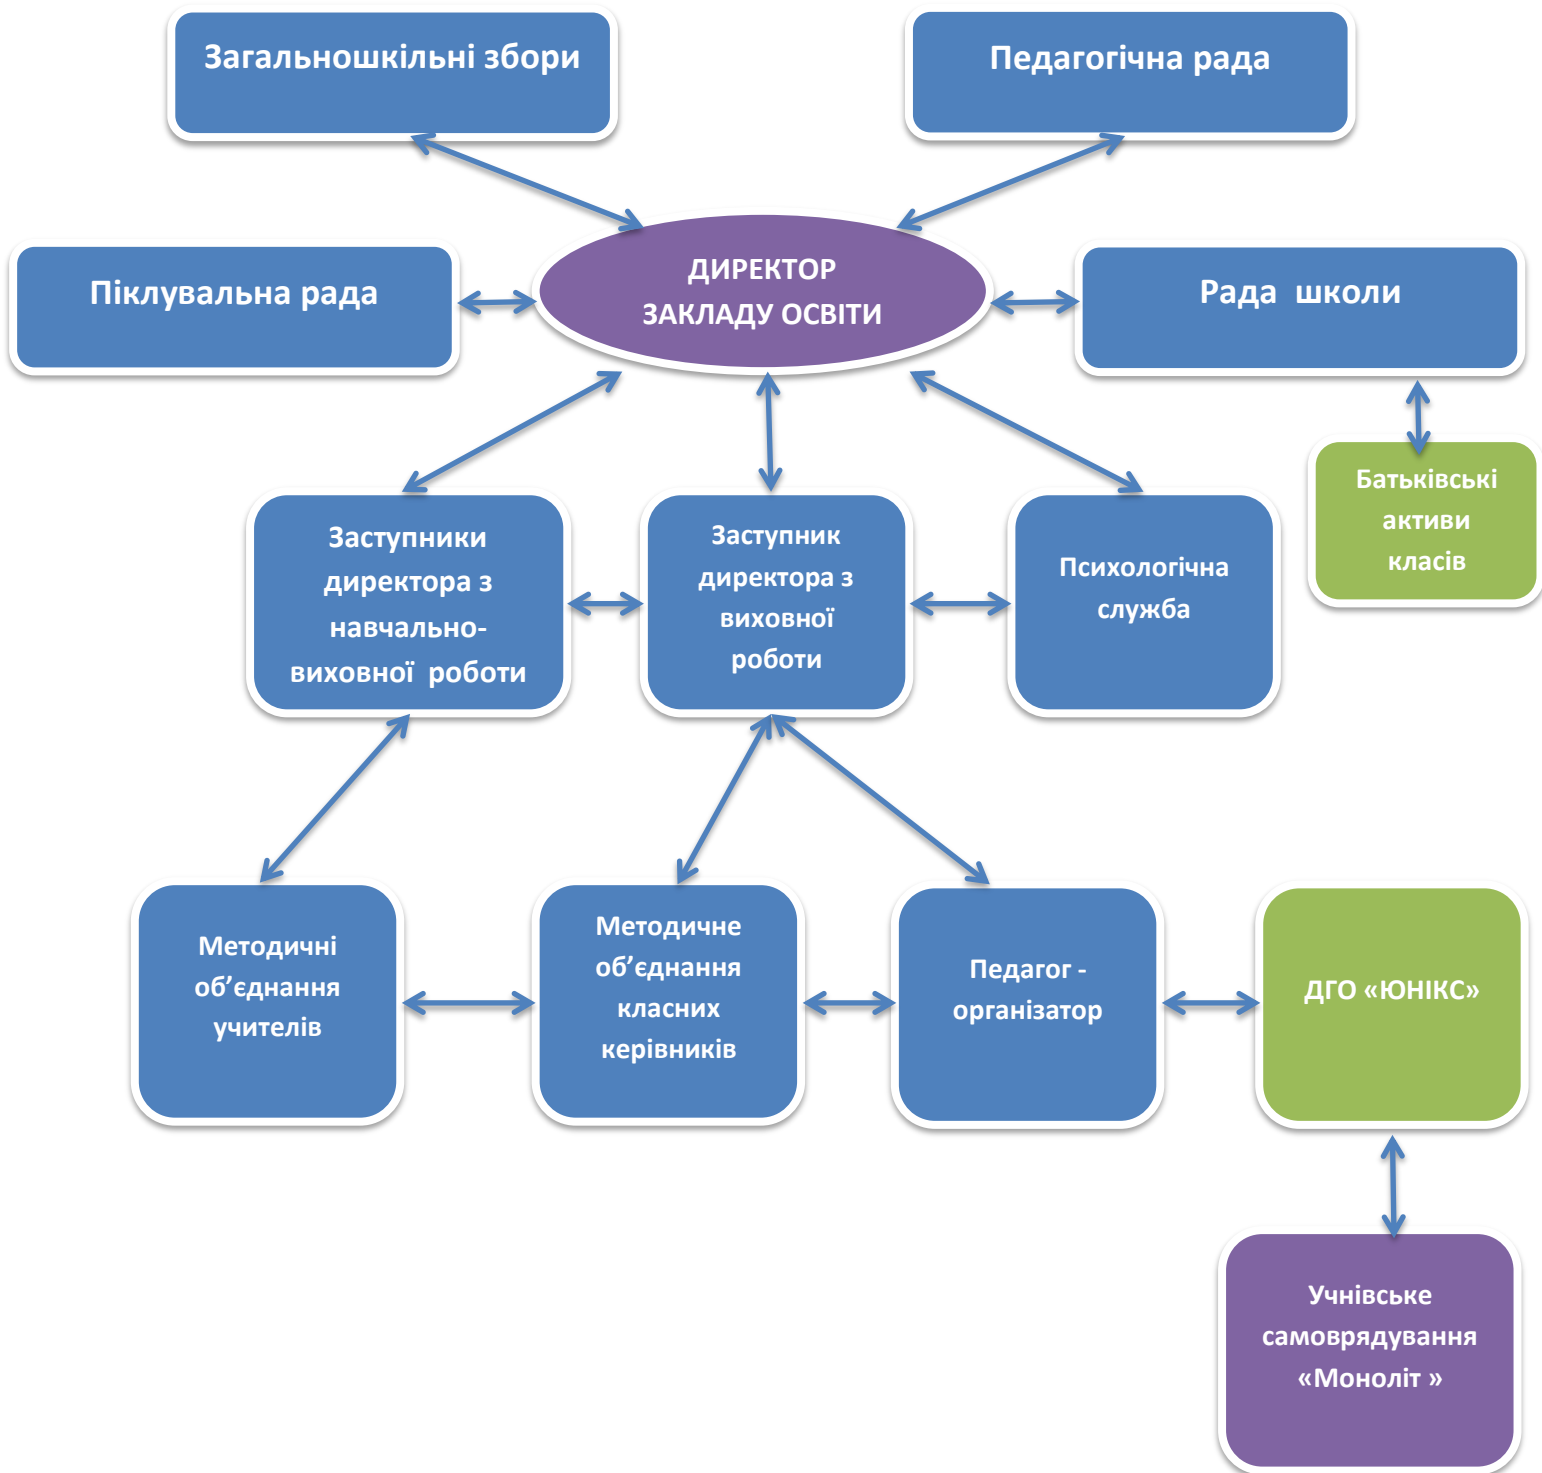 Загальношкільні збори
Педагогічна рада
Піклувальна рада
ДИРЕКТОР
ЗАКЛАДУ ОСВІТИ
Рада школи
Батьківські
активи
класів
Заступники
директора з
навчально-
виховної роботи
Заступник
директора з
виховної
роботи
Психологічна
служба
Методичні
об’єднання
учителів
Методичне
об’єднання
класних
керівників
Педагог -
організатор
ДГО «ЮНІКС»
Учнівське
самоврядування
«Моноліт »